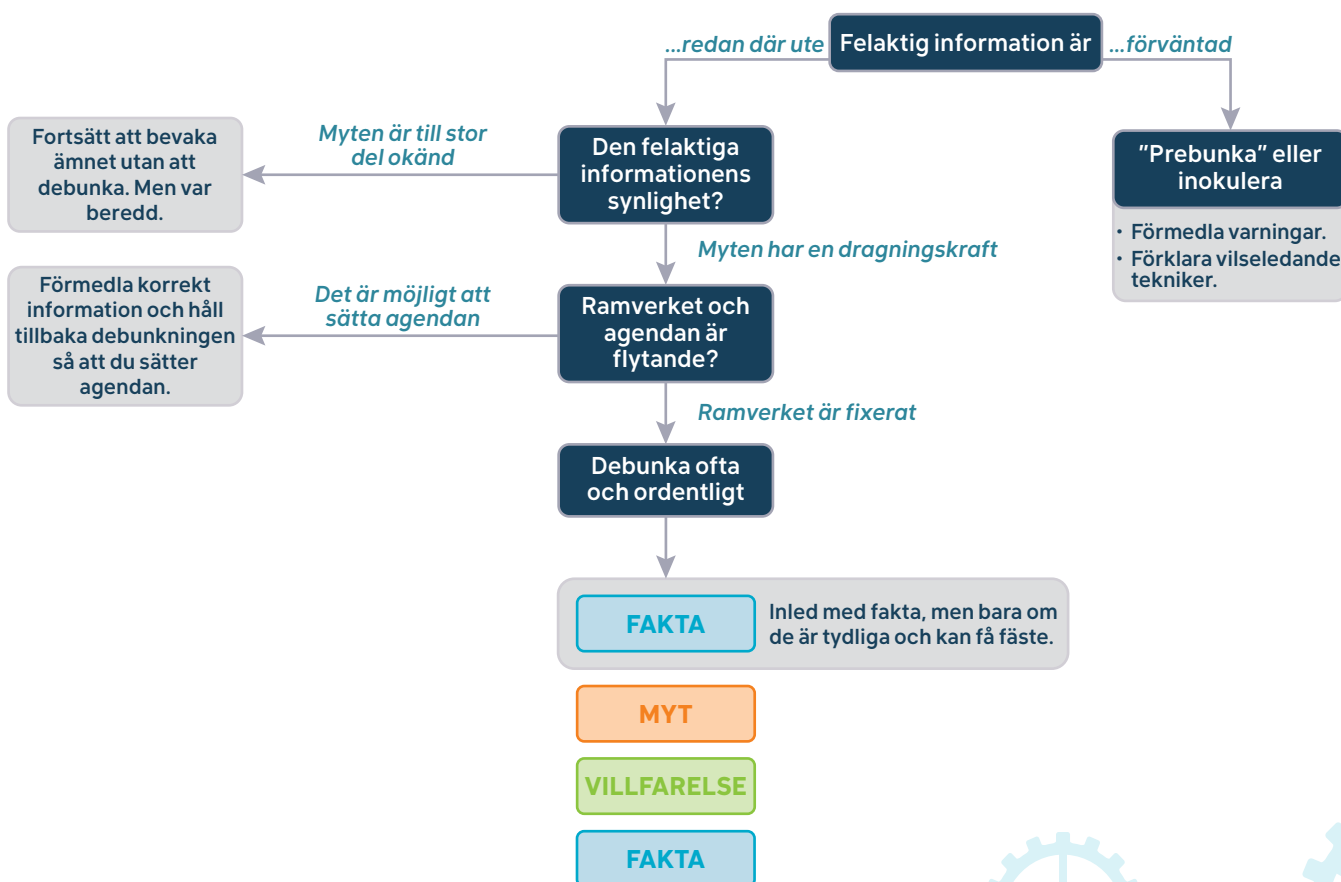 ...redan där ute
Felaktig information är
...förväntad
Fortsätt att bevaka
ämnet utan att
debunka. Men var
beredd.
Myten är till stor
del okänd
Den felaktiga
informationens
synlighet?
"Prebunka" eller
inokulera
• Förmedla varningar.
• Förklara vilseledande
tekniker.
Myten har en dragningskraft
Förmedla korrekt
information och håll
tillbaka debunkningen
så att du sätter
agendan.
Det är möjligt att
sätta agendan
Ramverket och
agendan är
flytande?
Ramverket är fixerat
Debunka ofta
och ordentligt
FAKTA
Inled med fakta, men bara om
de är tydliga och kan få fäste.
MYT
VILLFARELSE
FAKTA